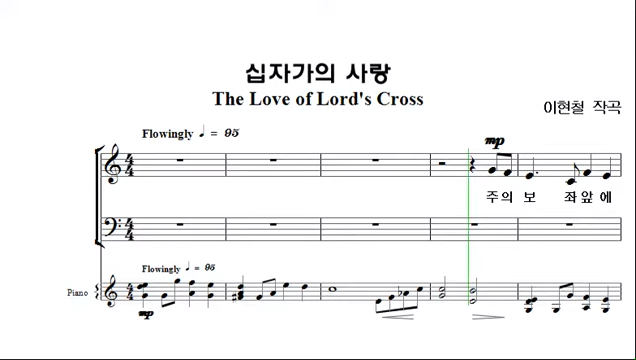 십자가의 사랑
The Love of Lord's Cross
이현철 작곡
Flowingly ♩ = 95
mp
주의 보 좌앞에
Flowingly ♩ = 95
Piano
mp